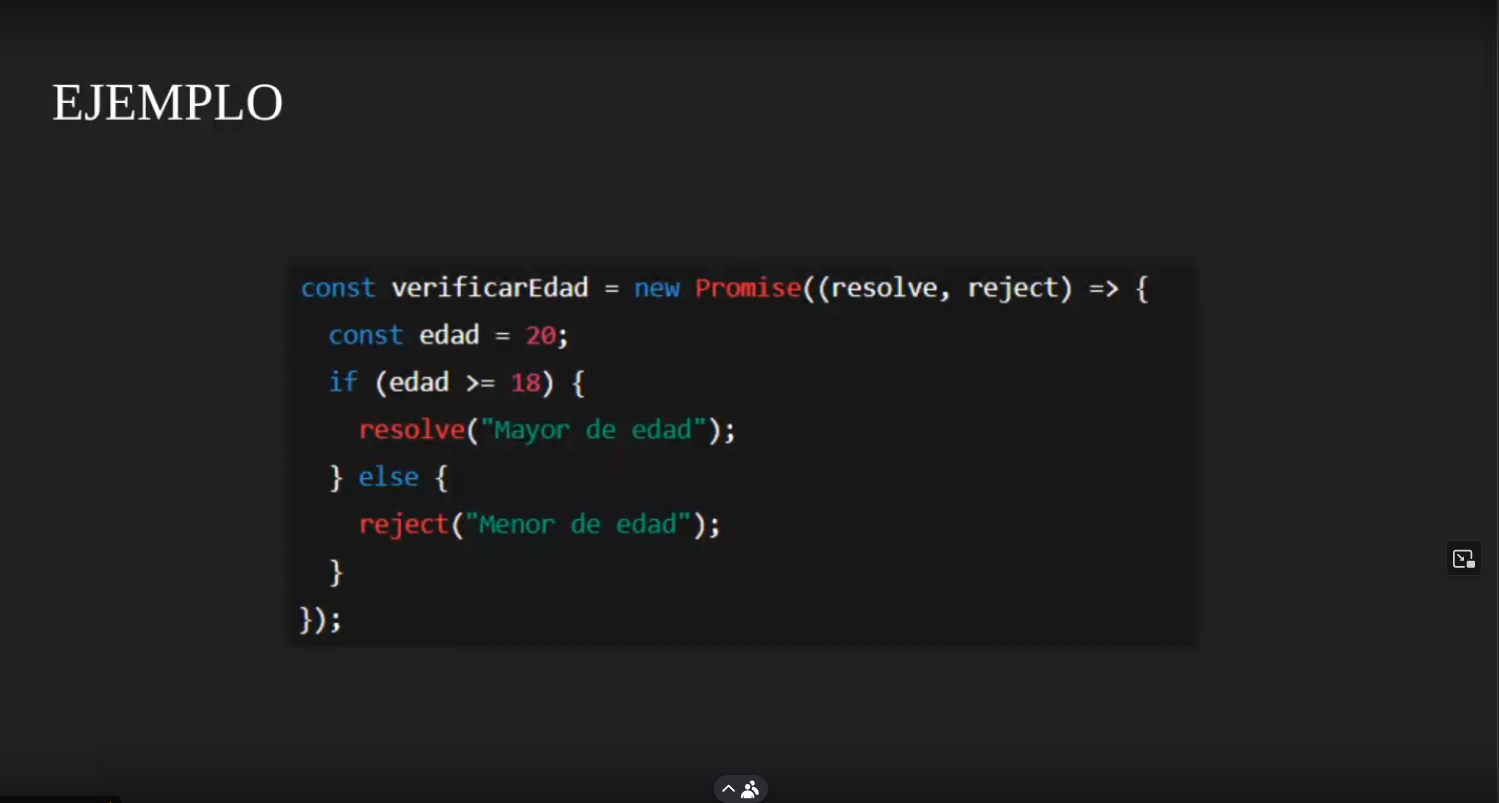 EJEMPLO
const verificarEdad = new Promise((resolve, reject) => {
  const edad = 20;
  if (edad >= 18) {
    resolve("Mayor de edad");
  } else {
    reject("Menor de edad");
  }
});